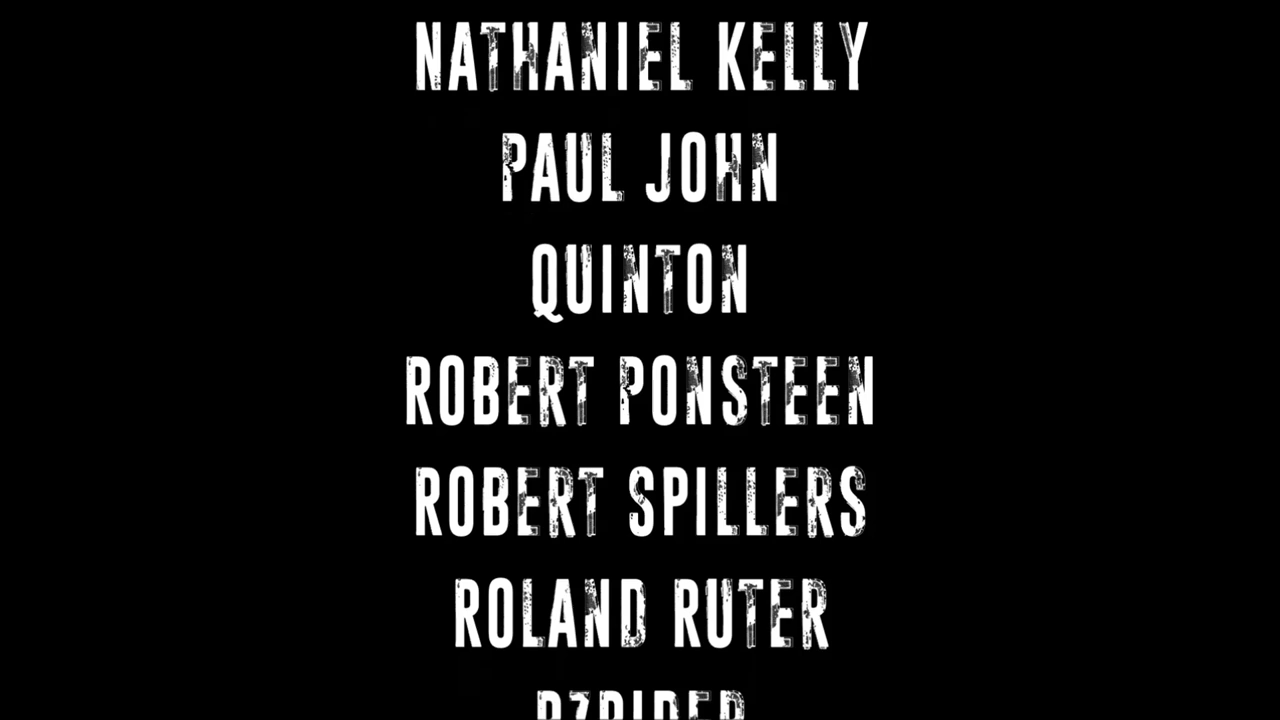 NATHANIEL KELLY
PAUL JOHN
QUINTON
ROBERT PONSTEEN
ROBERT SPILLERS
ROLAND RUTER